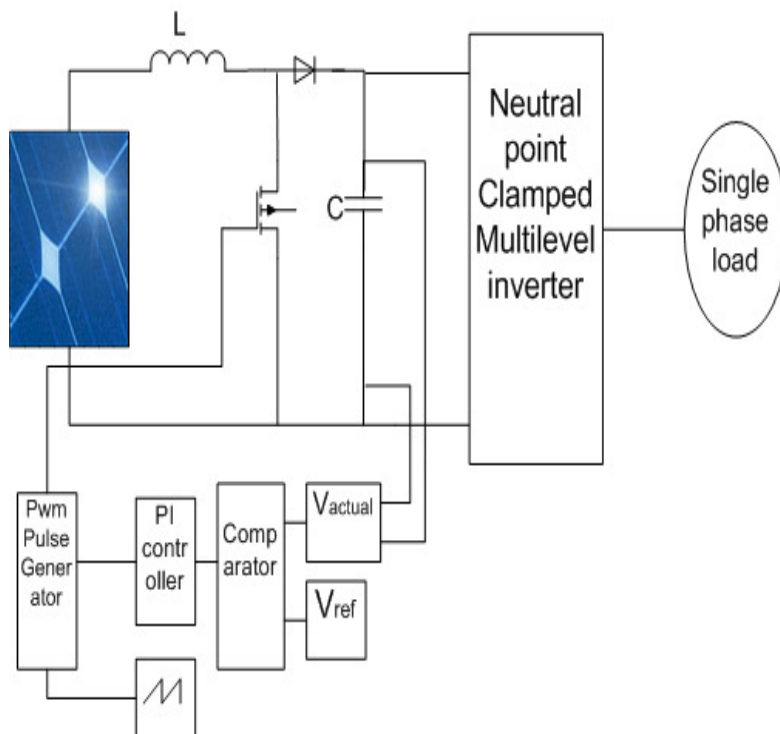 L
Neutral
point
Clamped
Multilevel
inverter
Single
phase
load
C
Pwm
Pulse
Gener
ator
PI
contr
oller
Comp
arator
Vactual
Vref